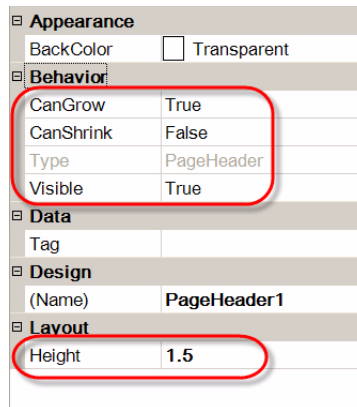 Appearance
BackColor Transparent
Behavior
CanGrow True
CanShrink False
Type PageHeader
Visible True
Data
Tag
Design
(Name) PageHeader1
Layout
Height 1.5